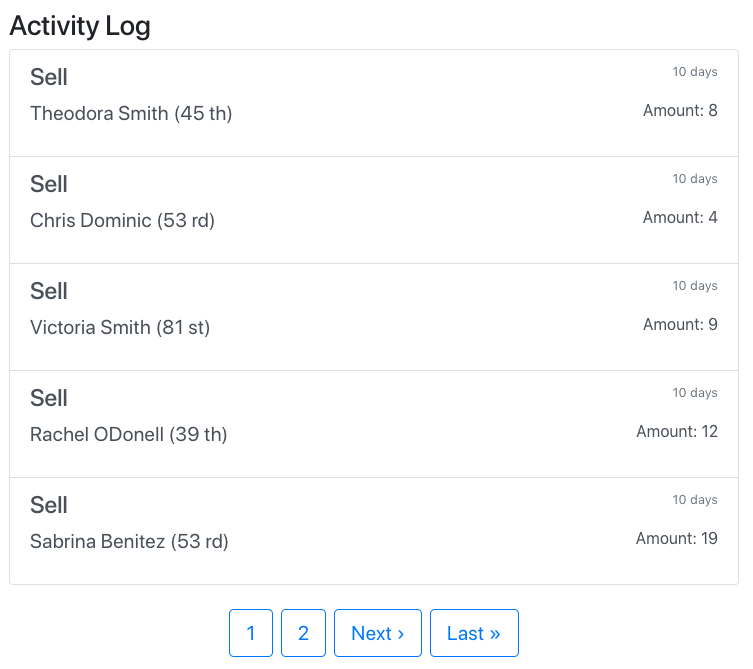 Activity Log
Sell
10 days
Theodora Smith (45 th)
Amount: 8
Sell
10 days
Chris Dominic (53 rd)
Amount: 4
Sell
10 days
Victoria Smith (81 st)
Amount: 9
Sell
10 days
Rachel ODonell (39 th)
Amount: 12
Sell
10 days
Sabrina Benitez (53 rd)
Amount: 19
1 2 Next › Last »